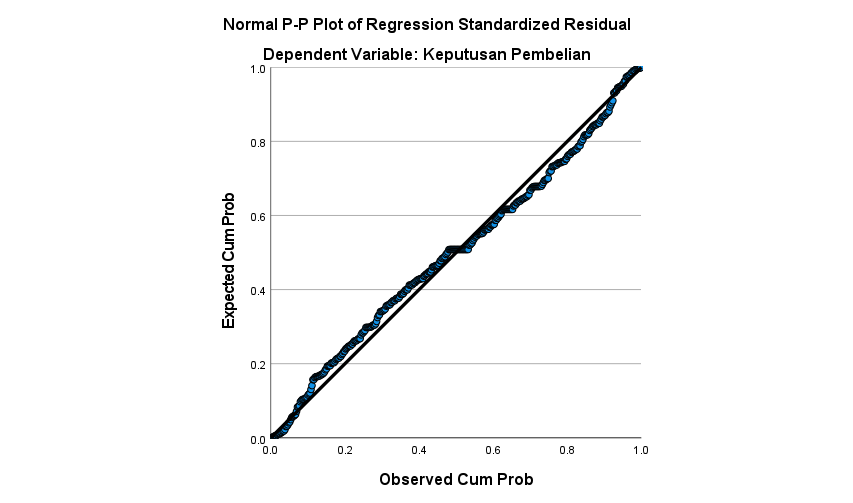 Normal P-P Plot of Regression Standardized Residual
Dependent Variable: Keputusan Pembelian
1.0
0.8
0.6
0.4
0.2
0.0
Expected Cum Prob
0.0 0.2 0.4 0.6 0.8 1.0
Observed Cum Prob